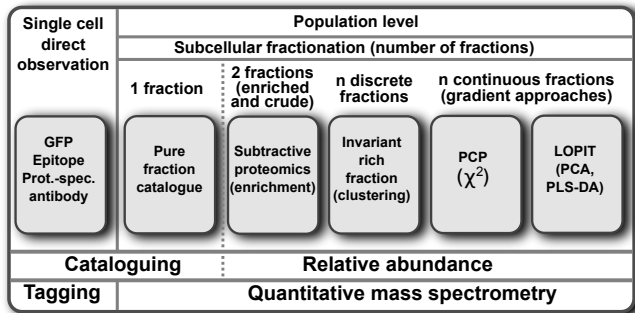 Single cell
direct
observation
Population level
Subcellular fractionation (number of fractions)
1 fraction
2 fractions
(enriched
and crude)
n discrete
fractions
n continuous fractions
(gradient approaches)
GFP
Epitope
Prot.-spec.
antibody
Pure
fraction
catalogue
Subtractive
proteomics
(enrichment)
Invariant
rich
fraction
(clustering)
PCP
(χ²)
LOPIT
(PCA,
PLS-DA)
Cataloguing
Relative abundance
Tagging
Quantitative mass spectrometry